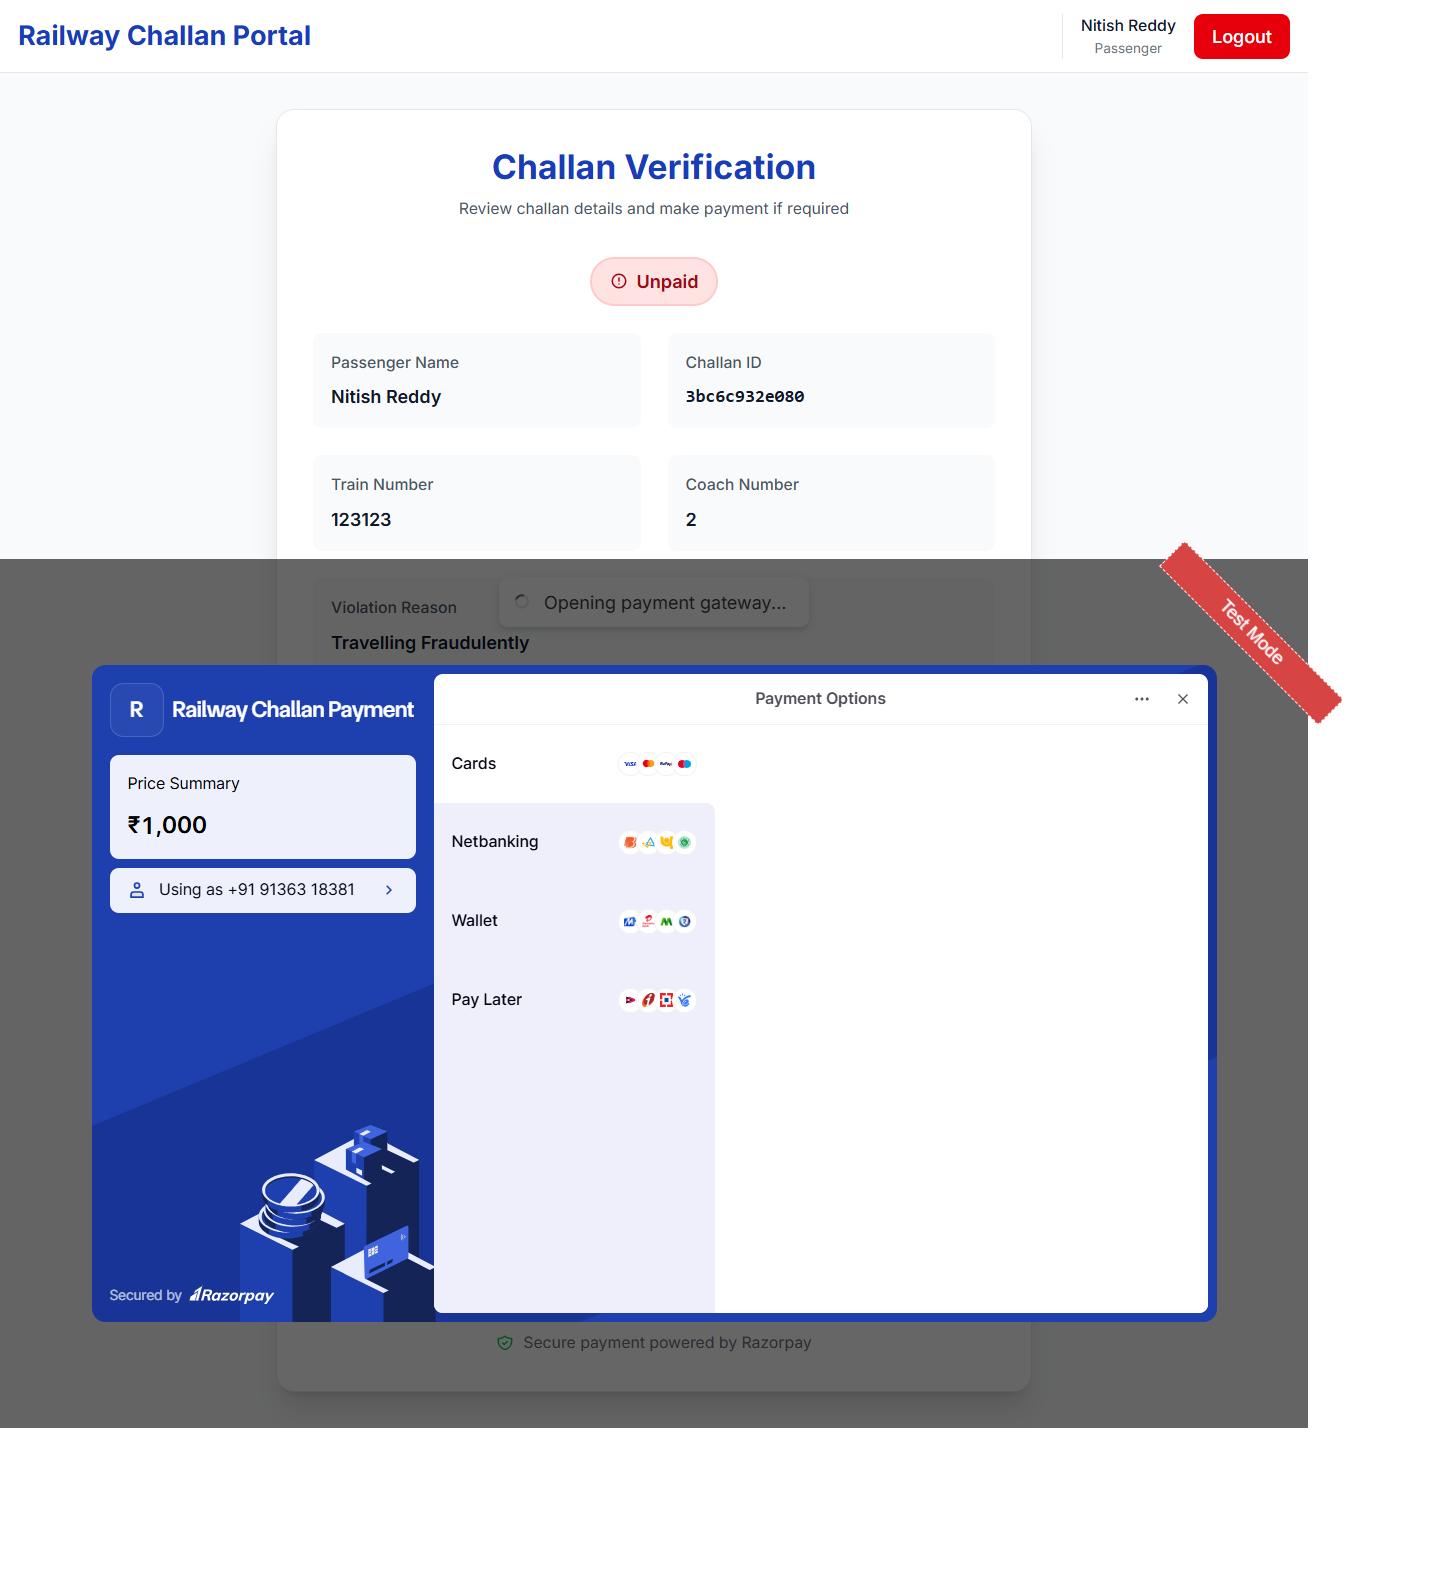 Railway Challan Portal
Nitish Reddy
Passenger
Logout
Challan Verification
Review challan details and make payment if required
Unpaid
Passenger Name
Nitish Reddy
Challan ID
3bc6c932e080
Train Number
123123
Coach Number
2
Violation Reason
Travelling Fraudulently
Opening payment gateway...
Test Mode
R
Railway Challan Payment
Price Summary
₹1,000
Using as +91 91363 18381
Secured by Razorpay
Payment Options
Cards
VISA
RuPay
Netbanking
Wallet
Pay Later
Secure payment powered by Razorpay